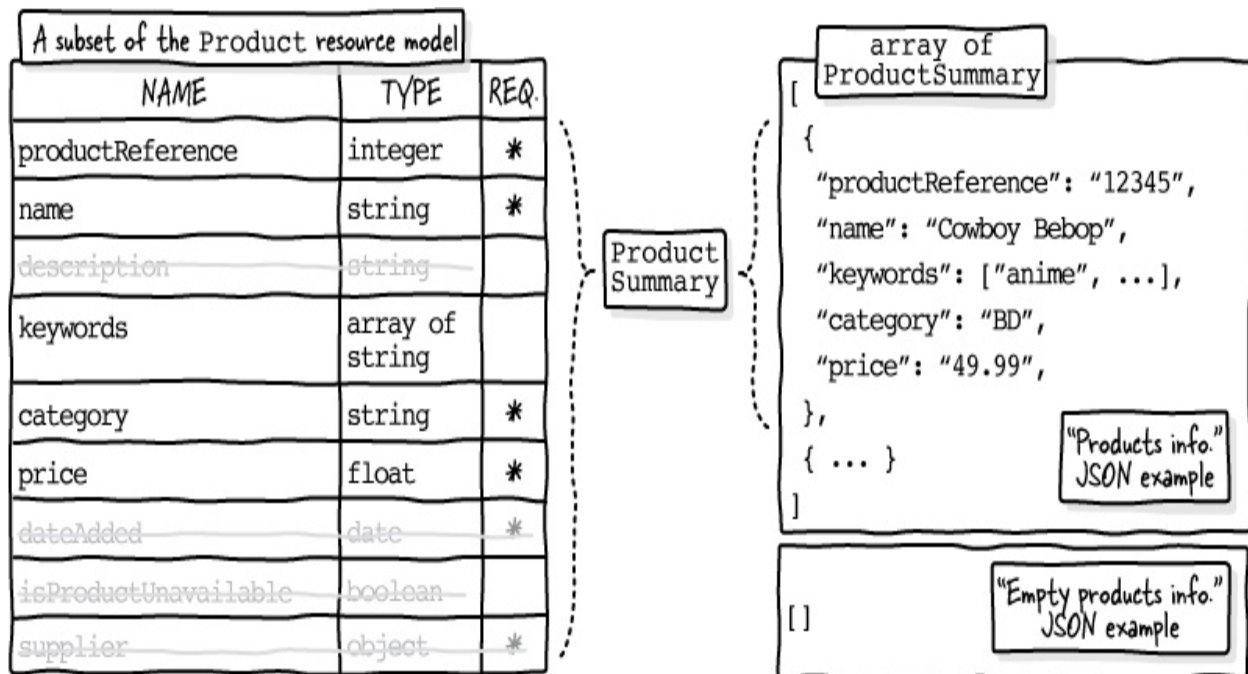 A subset of the Product resource model
NAME TYPE REQ.
productReference integer *
name string *
description string
keywords array of
string
category string *
price float *
dateAdded date *
isProductUnavailable boolean
supplier object *
Product
Summary
array of
ProductSummary
[
{
"productReference": "12345",
"name": "Cowboy Bebop",
"keywords": ["anime", ...],
"category": "BD",
"price": "49.99",
},
{ ... }
]
"Products info."
JSON example
[]
"Empty products info."
JSON example